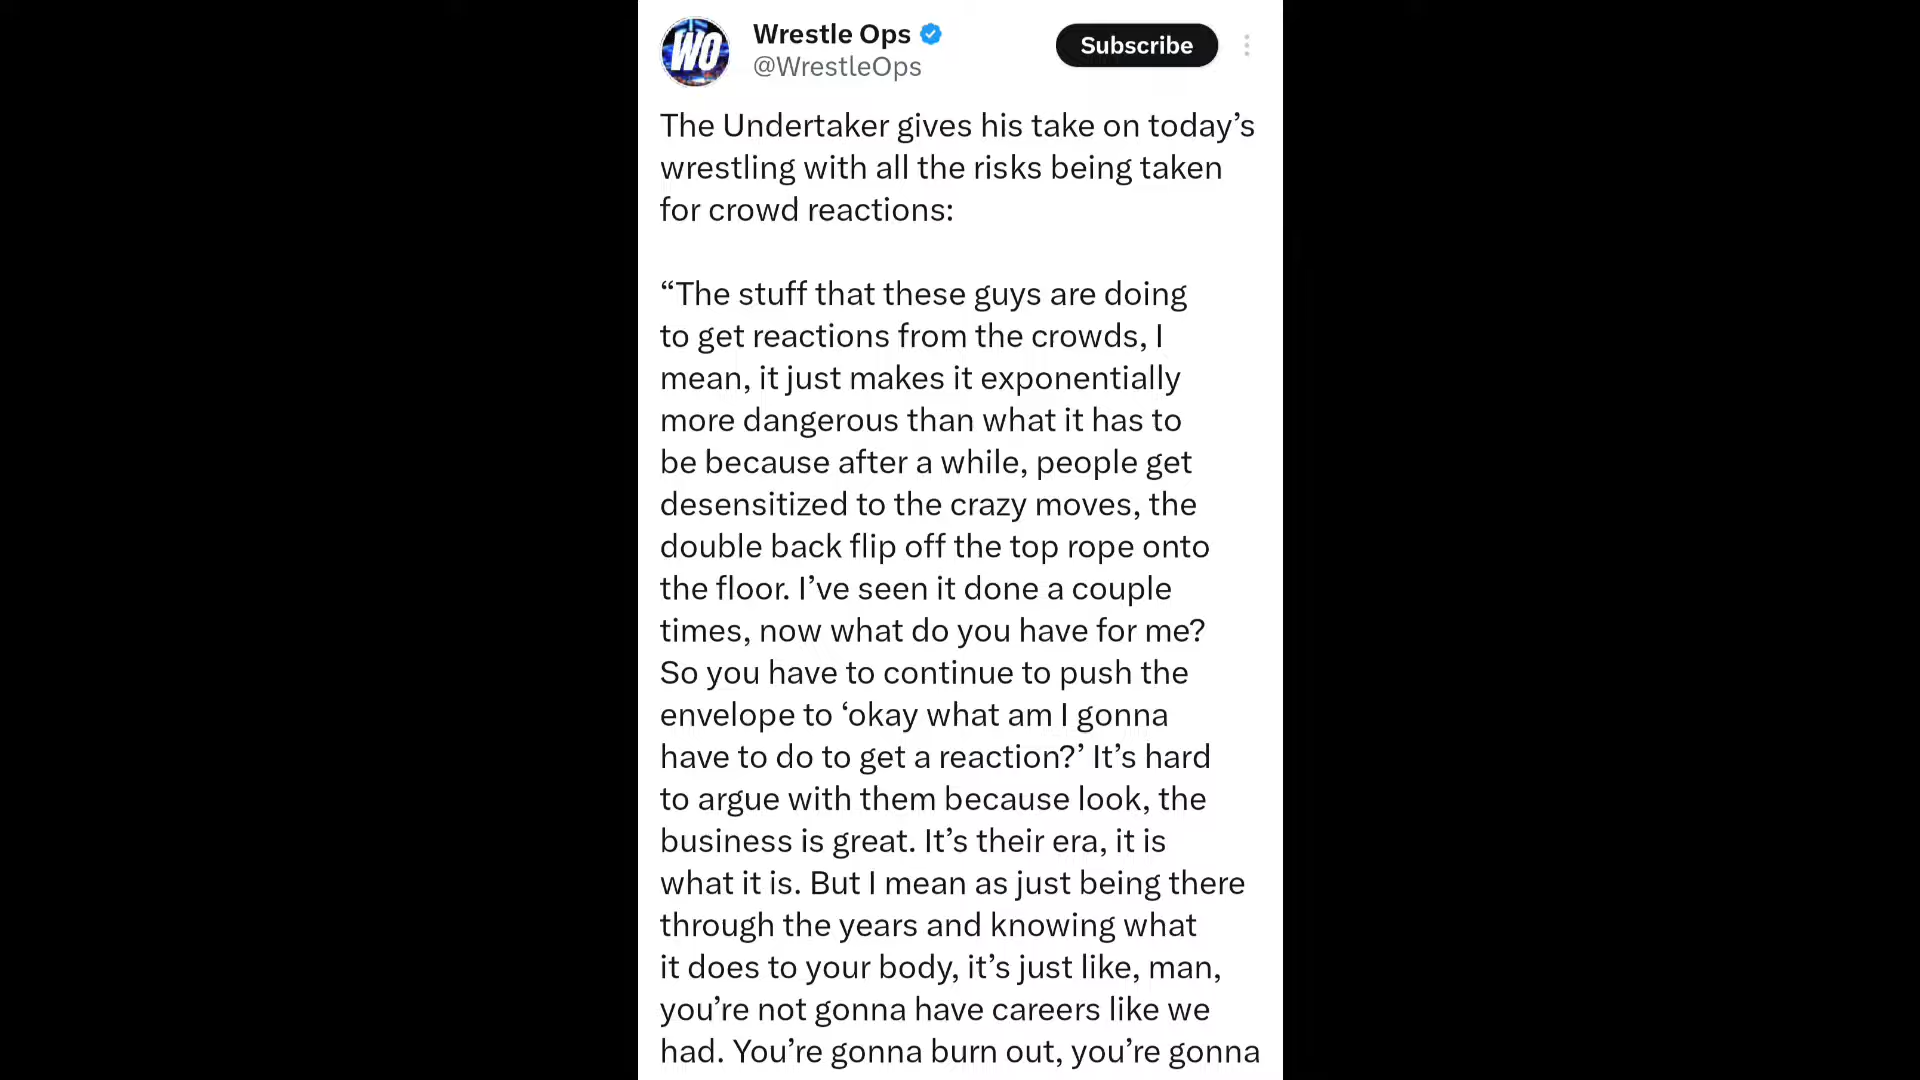 WO
Wrestle Ops
@WrestleOps
Subscribe
The Undertaker gives his take on today’s
wrestling with all the risks being taken
for crowd reactions:
“The stuff that these guys are doing
to get reactions from the crowds, I
mean, it just makes it exponentially
more dangerous than what it has to
be because after a while, people get
desensitized to the crazy moves, the
double back flip off the top rope onto
the floor. I’ve seen it done a couple
times, now what do you have for me?
So you have to continue to push the
envelope to ‘okay what am I gonna
have to do to get a reaction?’ It’s hard
to argue with them because look, the
business is great. It’s their era, it is
what it is. But I mean as just being there
through the years and knowing what
it does to your body, it’s just like, man,
you’re not gonna have careers like we
had. You’re gonna burn out, you’re gonna